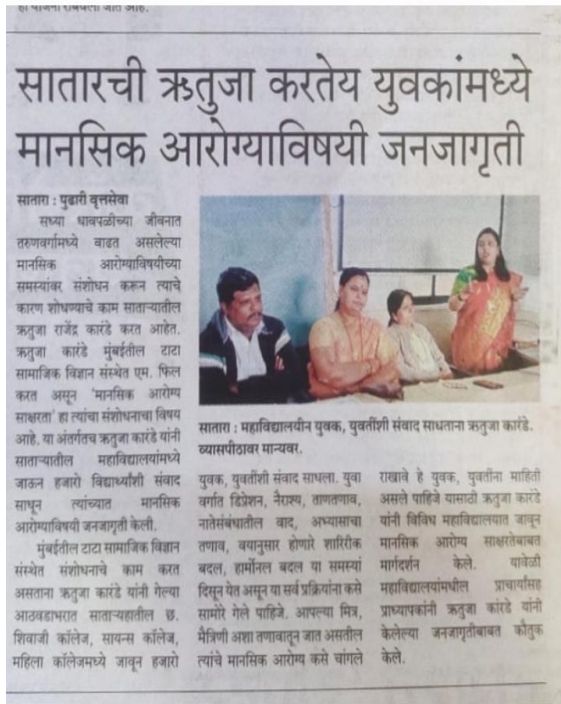 हा योजना राबवली जात आहे.
सातारची ऋतुजा करतेय युवकांमध्ये
मानसिक आरोग्याविषयी जनजागृती
सातारा : पुढारी वृत्तसेवा
सध्या धावपळीच्या जीवनात
तरुणवर्गामध्ये वाढत असलेल्या
मानसिक आरोग्याविषयीच्या
समस्यांवर संशोधन करून त्याचे
कारण शोधण्याचे काम साताऱ्यातील
ऋतुजा राजेंद्र कारंडे करत आहेत.
ऋतुजा कारंडे मुंबईतील टाटा
सामाजिक विज्ञान संस्थेत एम. फिल
करत असून 'मानसिक आरोग्य
साक्षरता' हा त्यांचा संशोधनाचा विषय
आहे. या अंतर्गतच ऋतुजा कारंडे यांनी
साताऱ्यातील महाविद्यालयांमध्ये
जाऊन हजारो विद्यार्थ्यांशी संवाद
साधून त्यांच्यात मानसिक
आरोग्याविषयी जनजागृती केली.
मुंबईतील टाटा सामाजिक विज्ञान
संस्थेत संशोधनाचे काम करत
असताना ऋतुजा कारंडे यांनी गेल्या
आठवडाभरात साताऱ्यातील छ.
शिवाजी कॉलेज, सायन्स कॉलेज,
महिला कॉलेजमध्ये जावून हजारो
सातारा : महाविद्यालयीन युवक, युवतींशी संवाद साधताना ऋतुजा कारंडे.
व्यासपीठावर मान्यवर.
युवक, युवतींशी संवाद साधला. युवा
वर्गात डिप्रेशन, नैराश्य, ताणतणाव,
नातेसंबंधातील वाद, अभ्यासाचा
तणाव, वयानुसार होणारे शारिरीक
बदल, हार्मोनल बदल या समस्यां
दिसून येत असून या सर्व प्रक्रियांना कसे
सामोरे गेले पाहिजे. आपल्या मित्र,
मैत्रिणी अशा तणावातून जात असतील
त्यांचे मानसिक आरोग्य कसे चांगले
राखावे हे युवक, युवतींना माहिती
असले पाहिजे यासाठी ऋतुजा कारंडे
यांनी विविध महाविद्यालयात जावून
मानसिक आरोग्य साक्षरतेबाबत
मार्गदर्शन केले. यावेळी
महाविद्यालयांमधील प्राचार्यांसह
प्राध्यापकांनी ऋतुजा कारंडे यांनी
केलेल्या जनजागृतीबाबत कौतुक
केले.